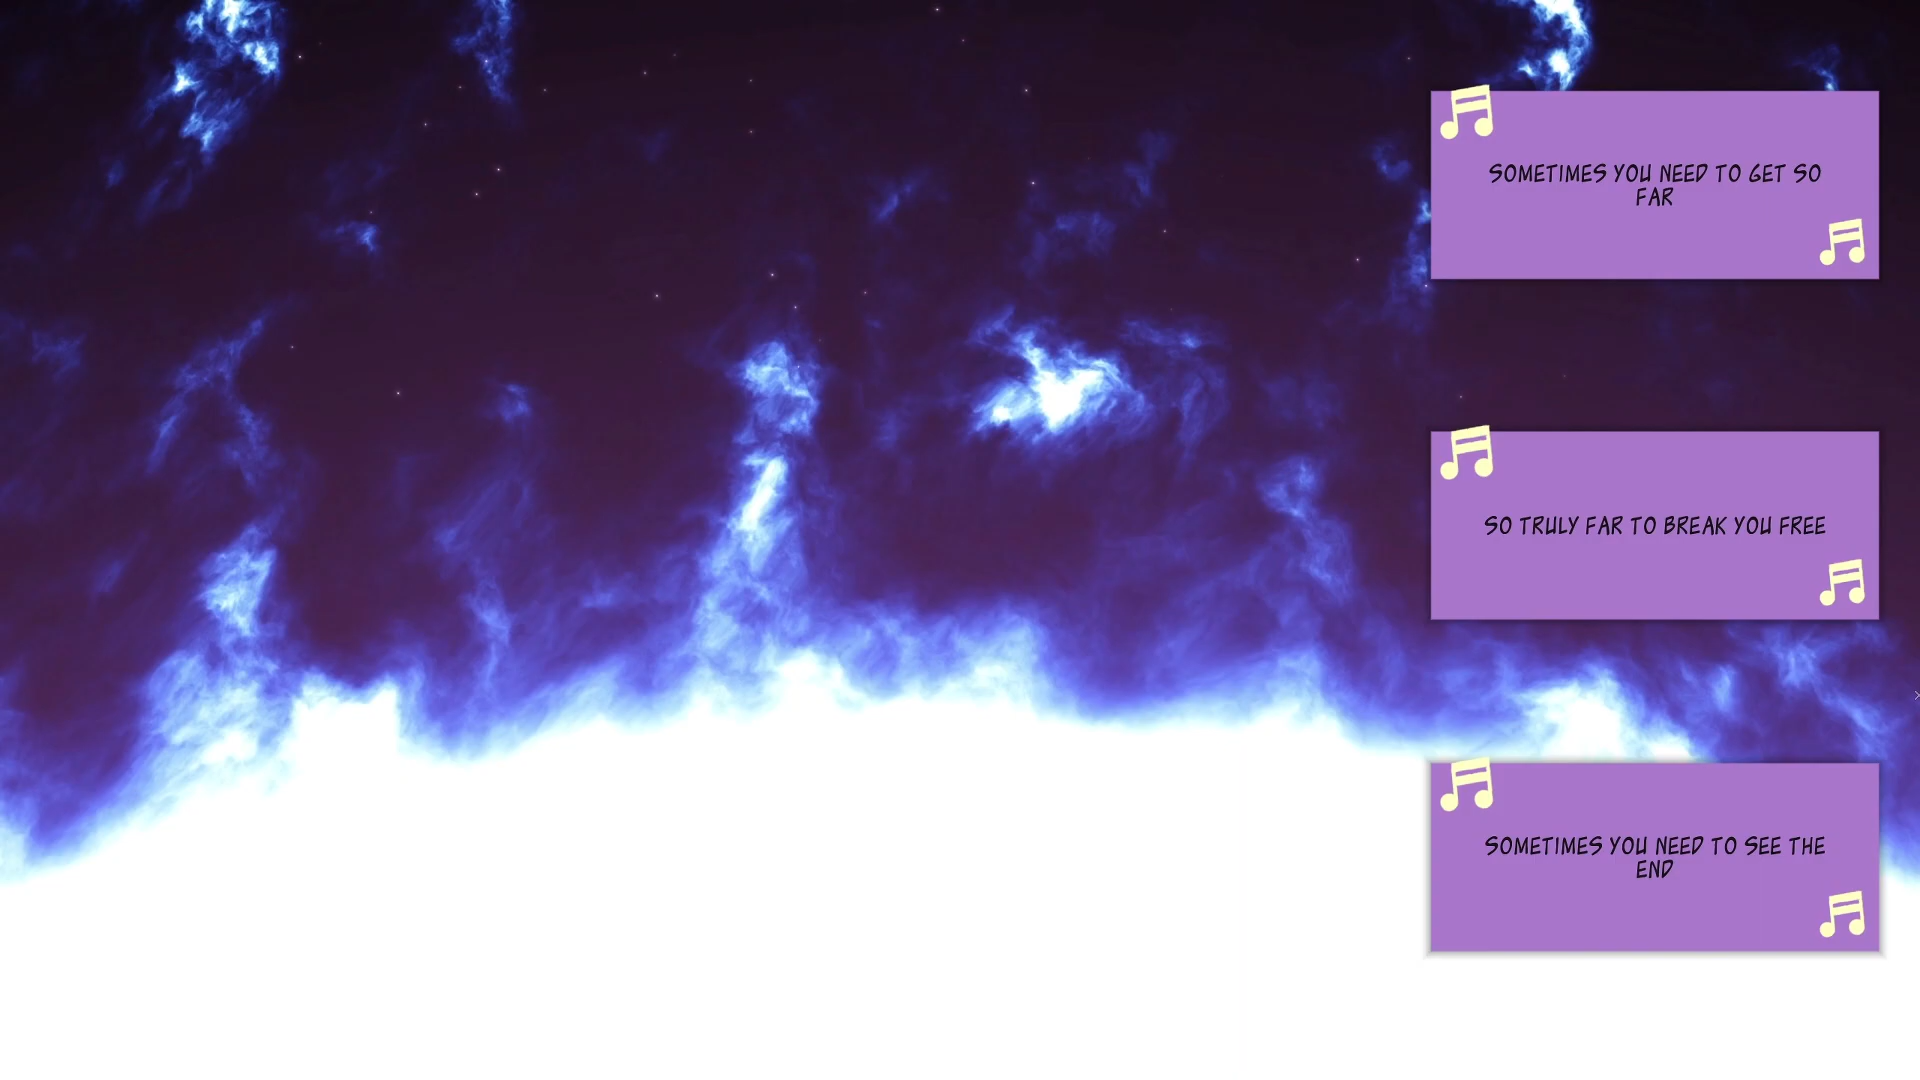 SOMETIMES YOU NEED TO GET SO
FAR
SO TRULY FAR TO BREAK YOU FREE
SOMETIMES YOU NEED TO SEE THE
END